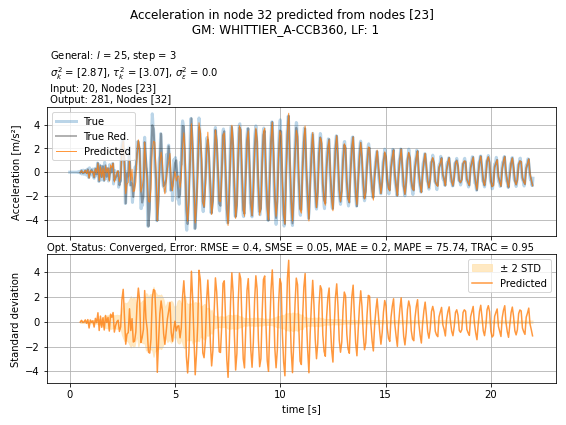 Acceleration in node 32 predicted from nodes [23]
GM: WHITTIER_A-CCB360, LF: 1
General: l = 25, step = 3
σ²ₖ = [2.87], τ²ₖ = [3.07], σ²ε = 0.0
Input: 20, Nodes [23]
Output: 281, Nodes [32]
Acceleration [m/s²]
4
2
0
−2
−4
True
True Red.
Predicted
Opt. Status: Converged, Error: RMSE = 0.4, SMSE = 0.05, MAE = 0.2, MAPE = 75.74, TRAC = 0.95
Standard deviation
4
2
0
−2
−4
± 2 STD
Predicted
0 5 10 15 20
time [s]